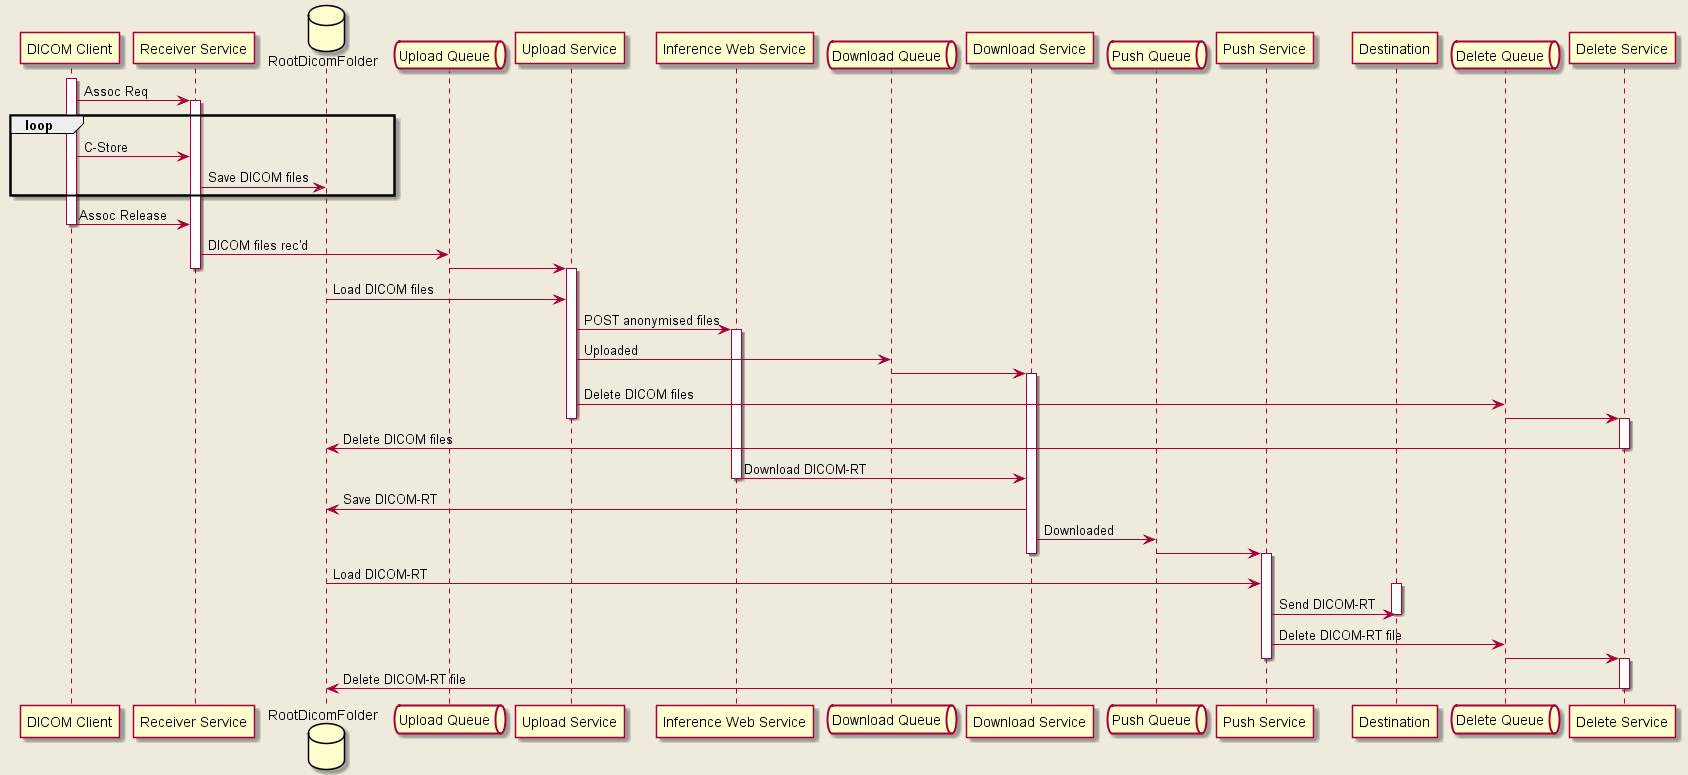 DICOM Client
Receiver Service
RootDicomFolder
Upload Queue
Upload Service
Inference Web Service
Download Queue
Download Service
Push Queue
Push Service
Destination
Delete Queue
Delete Service
Assoc Req
loop
C-Store
Save DICOM files
Assoc Release
DICOM files rec'd
Load DICOM files
POST anonymised files
Uploaded
Delete DICOM files
Delete DICOM files
Download DICOM-RT
Save DICOM-RT
Downloaded
Load DICOM-RT
Send DICOM-RT
Delete DICOM-RT file
Delete DICOM-RT file
DICOM Client
Receiver Service
RootDicomFolder
Upload Queue
Upload Service
Inference Web Service
Download Queue
Download Service
Push Queue
Push Service
Destination
Delete Queue
Delete Service